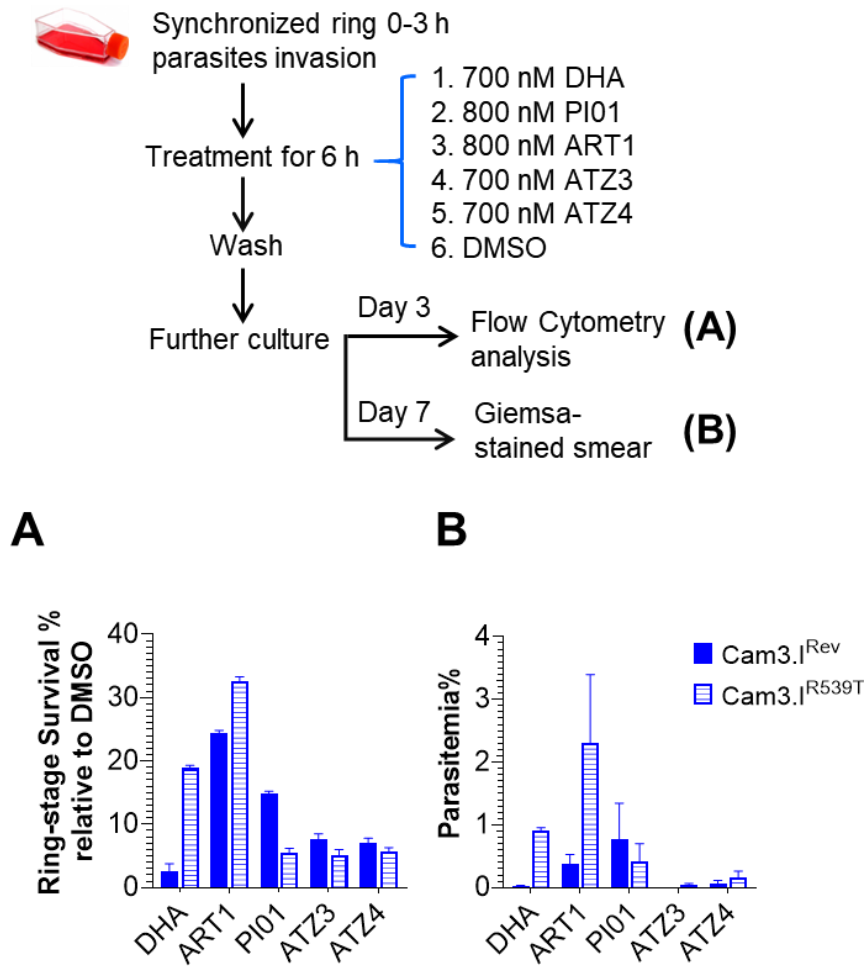 Synchronized ring 0-3 h
parasites invasion
Treatment for 6 h
1. 700 nM DHA
2. 800 nM PI01
3. 800 nM ART1
4. 700 nM ATZ3
5. 700 nM ATZ4
6. DMSO
Wash
Further culture
Day 3
Flow Cytometry
analysis
(A)
Day 7
Giemsa-
stained smear
(B)
A
Ring-stage Survival %
relative to DMSO
40
30
20
10
0
DHA
ART1
PI01
ATZ3
ATZ4
B
Parasitemia%
4
3
2
1
0
DHA
ART1
PI01
ATZ3
ATZ4
Cam3.I^Rev
Cam3.I^R539T